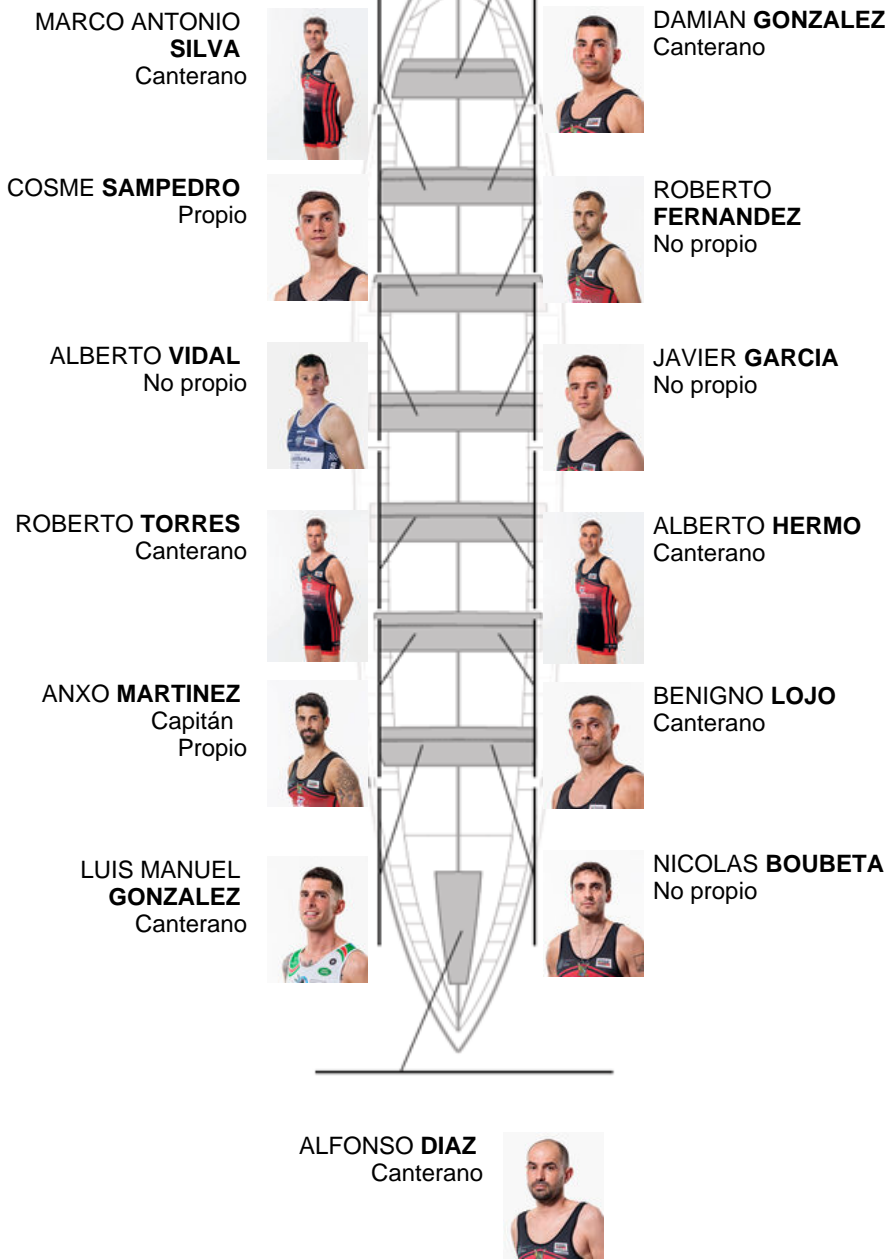 MARCO ANTONIO
SILVA
Canterano
DAMIAN GONZALEZ
Canterano
COSME SAMPEDRO
Propio
ROBERTO
FERNANDEZ
No propio
ALBERTO VIDAL
No propio
JAVIER GARCIA
No propio
ROBERTO TORRES
Canterano
ALBERTO HERMO
Canterano
ANXO MARTINEZ
Capitán
Propio
BENIGNO LOJO
Canterano
LUIS MANUEL
GONZALEZ
Canterano
NICOLAS BOUBETA
No propio
ALFONSO DIAZ
Canterano